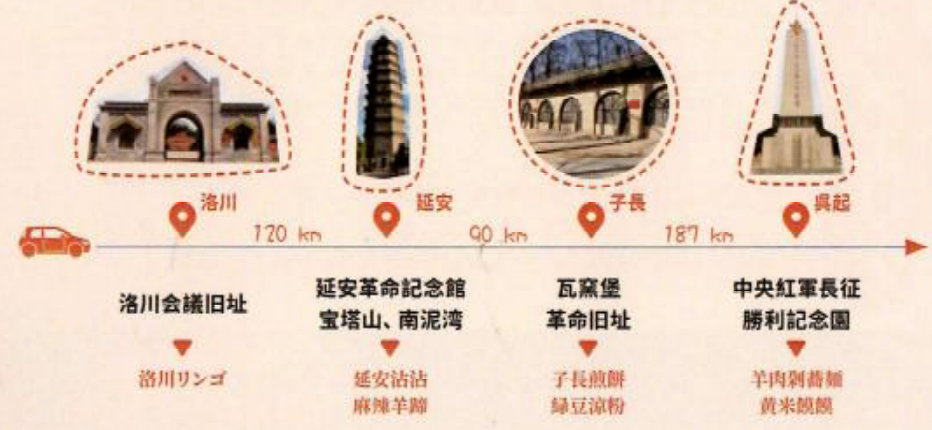 洛川
延安
子長
呉起
120 km
90 km
187 km
洛川会議旧址
延安革命記念館
宝塔山、南泥湾
瓦窯堡
革命旧址
中央紅軍長征
勝利記念園
洛川リンゴ
延安沾沾
麻辣羊蹄
子長煎餅
緑豆涼粉
羊肉剁蕎麺
黄米饃饃